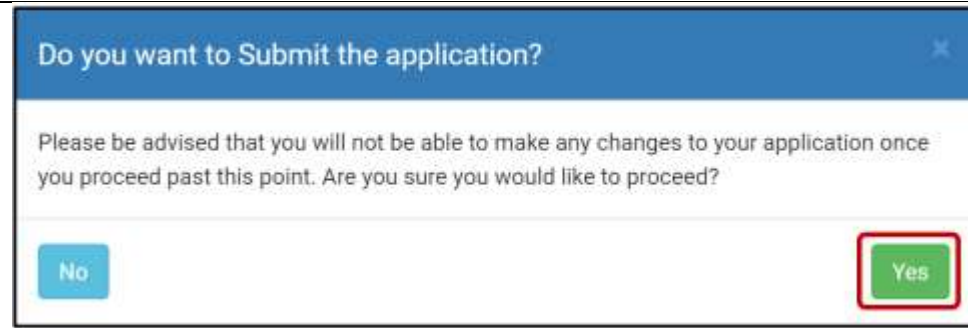 Do you want to Submit the application?
Please be advised that you will not be able to make any changes to your application once
you proceed past this point. Are you sure you would like to proceed?
No
Yes